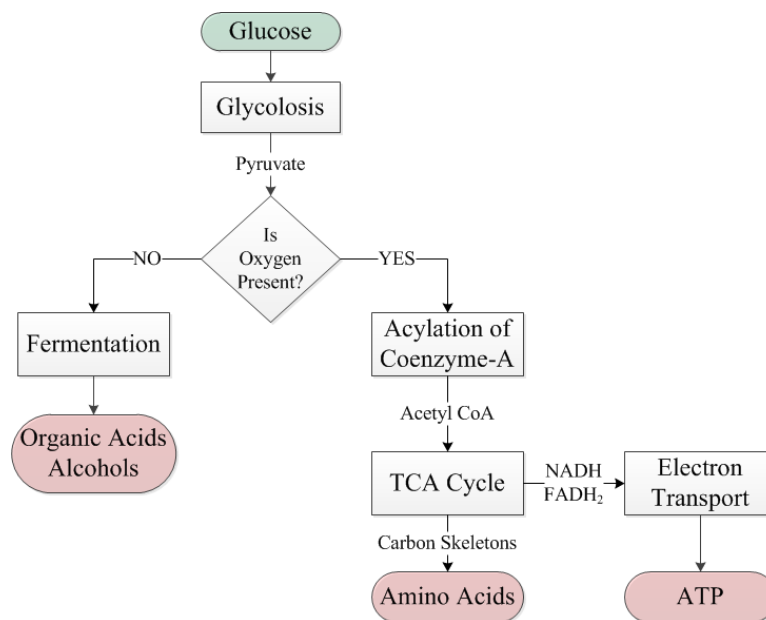 Glucose
Glycolosis
Pyruvate
Is
Oxygen
Present?
NO
YES
Fermentation
Acylation of
Coenzyme-A
Organic Acids
Alcohols
Acetyl CoA
TCA Cycle
NADH
FADH₂
Electron
Transport
Carbon Skeletons
Amino Acids
ATP